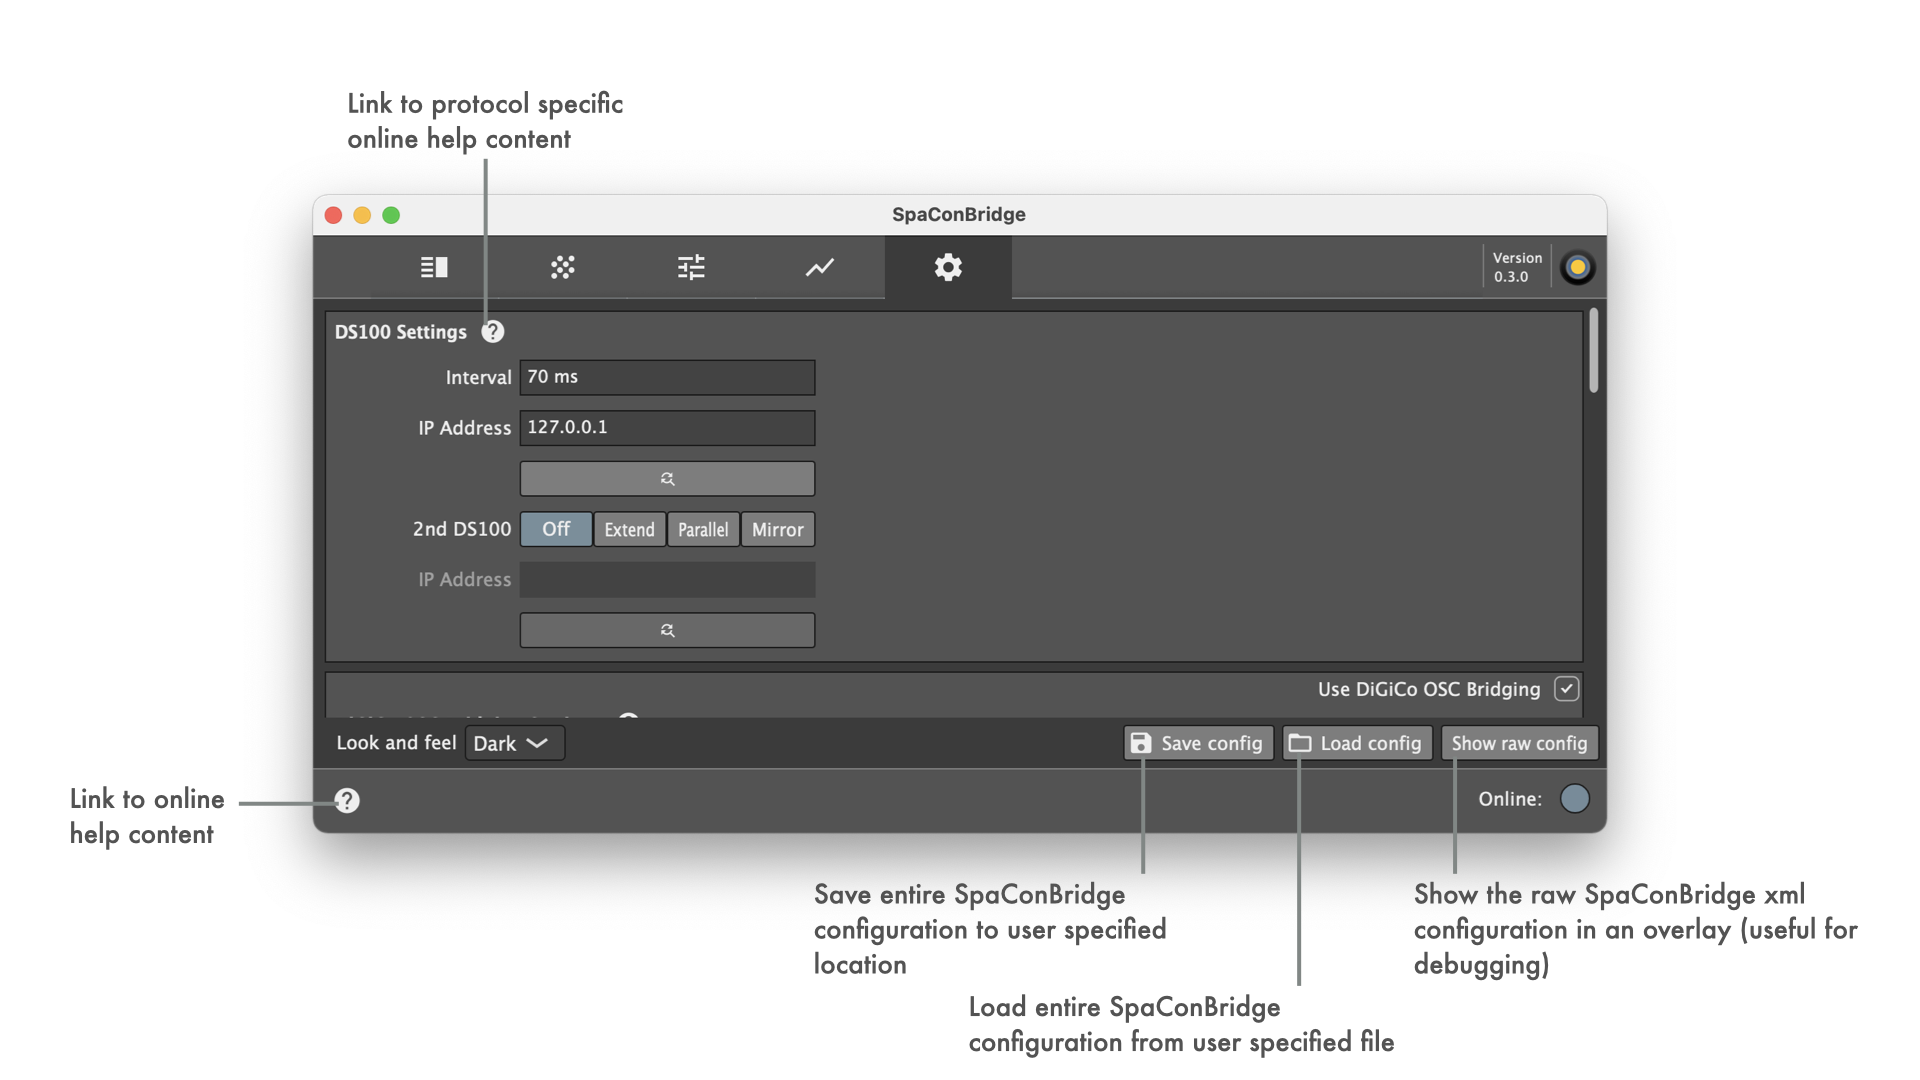 Link to protocol specific
online help content
SpaConBridge
Version
0.3.0
DS100 Settings
Interval 70 ms
IP Address 127.0.0.1
2nd DS100 Off Extend Parallel Mirror
IP Address
Use DiGiCo OSC Bridging
Look and feel Dark
Save config Load config Show raw config
Link to online
help content
Online:
Save entire SpaConBridge
configuration to user specified
location
Load entire SpaConBridge
configuration from user specified file
Show the raw SpaConBridge xml
configuration in an overlay (useful for
debugging)